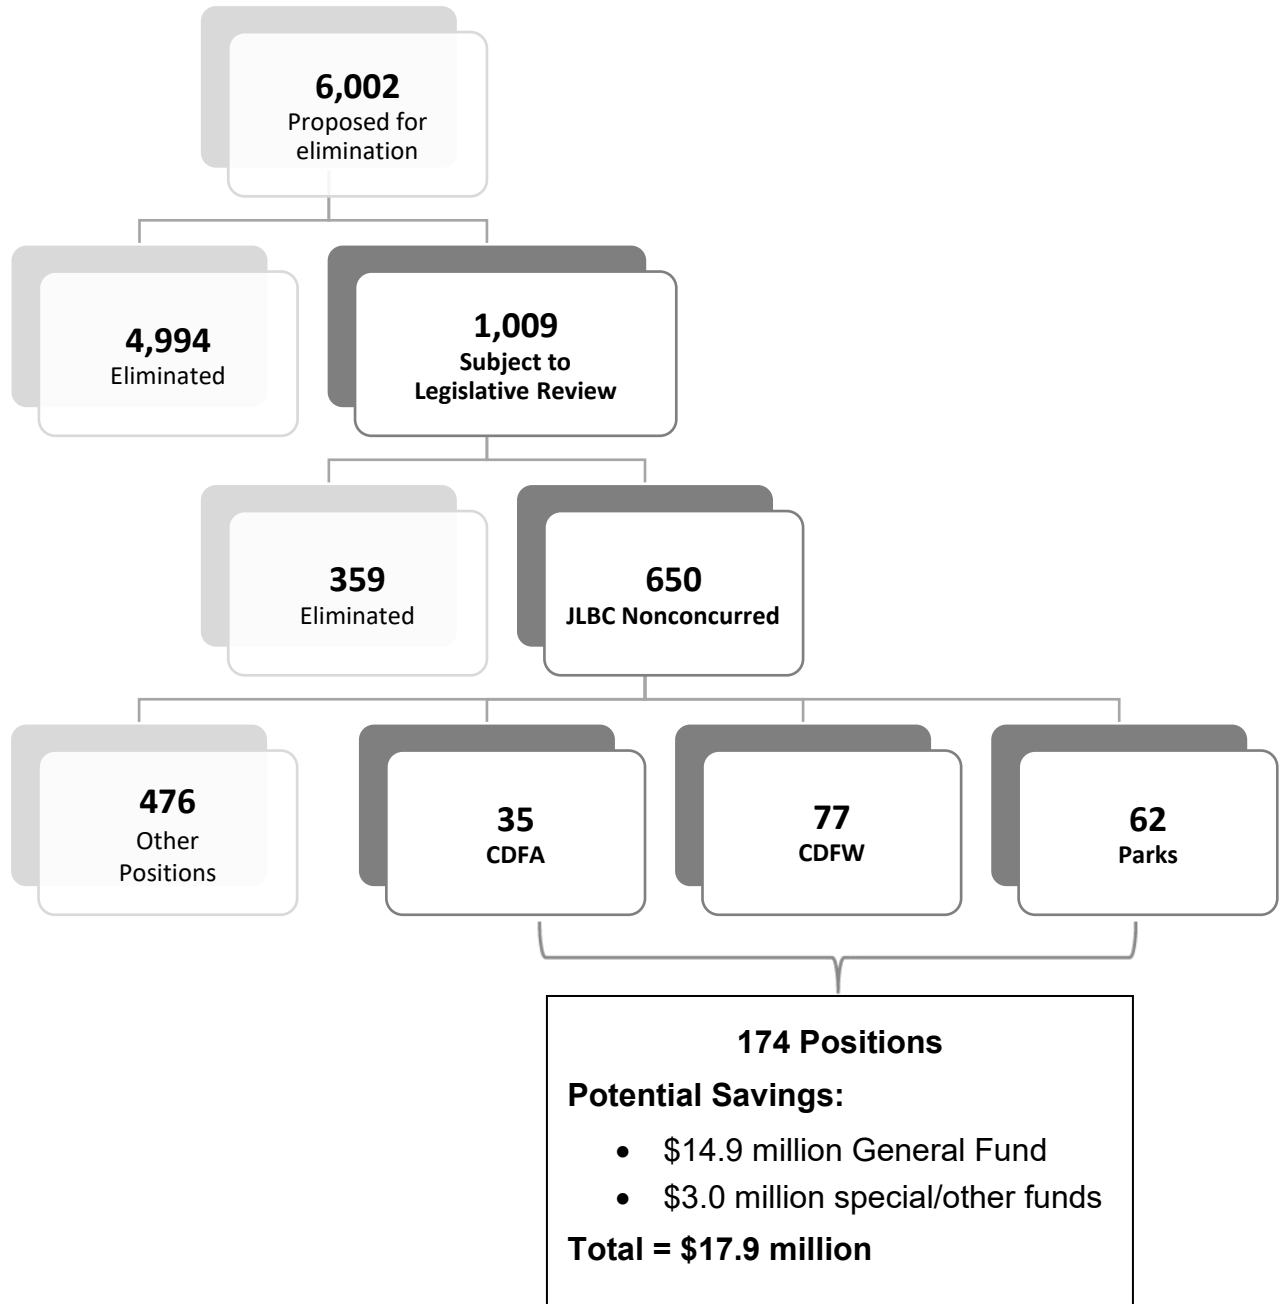 6,002
Proposed for
elimination
4,994
Eliminated
1,009
Subject to
Legislative Review
359
Eliminated
650
JLBC Nonconcurred
476
Other
Positions
35
CDFA
77
CDFW
62
Parks
174 Positions
Potential Savings:
• $14.9 million General Fund
• $3.0 million special/other funds
Total = $17.9 million